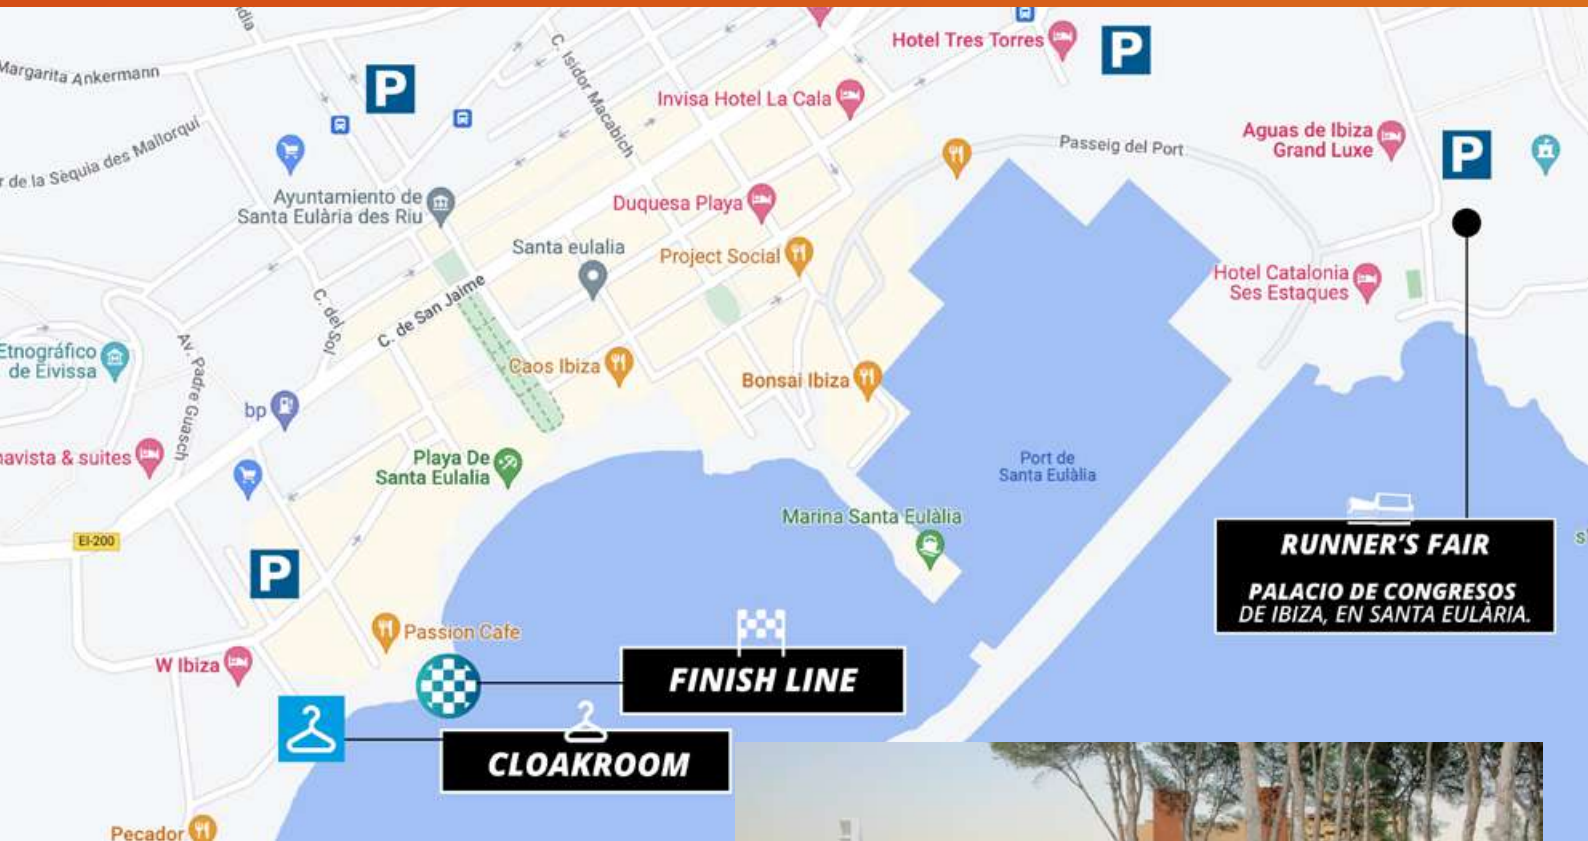 Margarita Ankermann
P
C. Isidor Macabich
Hotel Tres Torres
P
Invisa Hotel La Cala
r de la Sèquia des Mallorquí
Passeig del Port
Aguas de Ibiza
Grand Luxe
P
Ayuntamiento de
Santa Eulària des Riu
Duquesa Playa
Santa eulalia
Project Social
Hotel Catalonia
Ses Estaques
C. del Sol
C. de San Jaime
Etnográfico
de Eivissa
Av. Padre Guasch
Caos Ibiza
Bonsai Ibiza
bp
navista & suites
Playa De
Santa Eulalia
Port de
Santa Eulàlia
Marina Santa Eulàlia
EI-200
RUNNER'S FAIR
PALACIO DE CONGRESOS
DE IBIZA, EN SANTA EULÀRIA.
P
Passion Cafe
W Ibiza
FINISH LINE
CLOAKROOM
Pecador